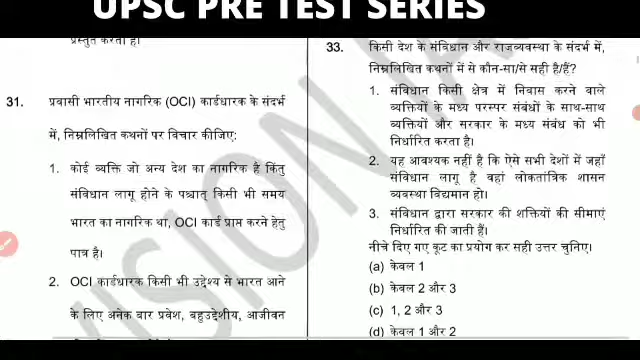 UPSC PRE TEST SERIES
प्रस्तुत करता है।
31. प्रवासी भारतीय नागरिक (OCI) कार्डधारक के संदर्भ
में, निम्नलिखित कथनों पर विचार कीजिए:
1. कोई व्यक्ति जो अन्य देश का नागरिक है किंतु
संविधान लागू होने के पश्चात् किसी भी समय
भारत का नागरिक था, OCI कार्ड प्राप्त करने हेतु
पात्र है।
2. OCI कार्डधारक किसी भी उद्देश्य से भारत आने
के लिए अनेक बार प्रवेश, बहुउद्देशीय, आजीवन
33. किसी देश के संविधान और राजव्यवस्था के संदर्भ में,
निम्नलिखित कथनों में से कौन-सा/से सही है/हैं?
1. संविधान किसी क्षेत्र में निवास करने वाले
व्यक्तियों के मध्य परस्पर संबंधों के साथ-साथ
व्यक्तियों और सरकार के मध्य संबंध को भी
निर्धारित करता है।
2. यह आवश्यक नहीं है कि ऐसे सभी देशों में जहाँ
संविधान लागू है वहां लोकतांत्रिक शासन
व्यवस्था विद्यमान हो।
3. संविधान द्वारा सरकार की शक्तियों की सीमाएं
निर्धारित की जाती हैं।
नीचे दिए गए कूट का प्रयोग कर सही उत्तर चुनिए।
(a) केवल 1
(b) केवल 2 और 3
(c) 1, 2 और 3
(d) केवल 1 और 2
VISION IA